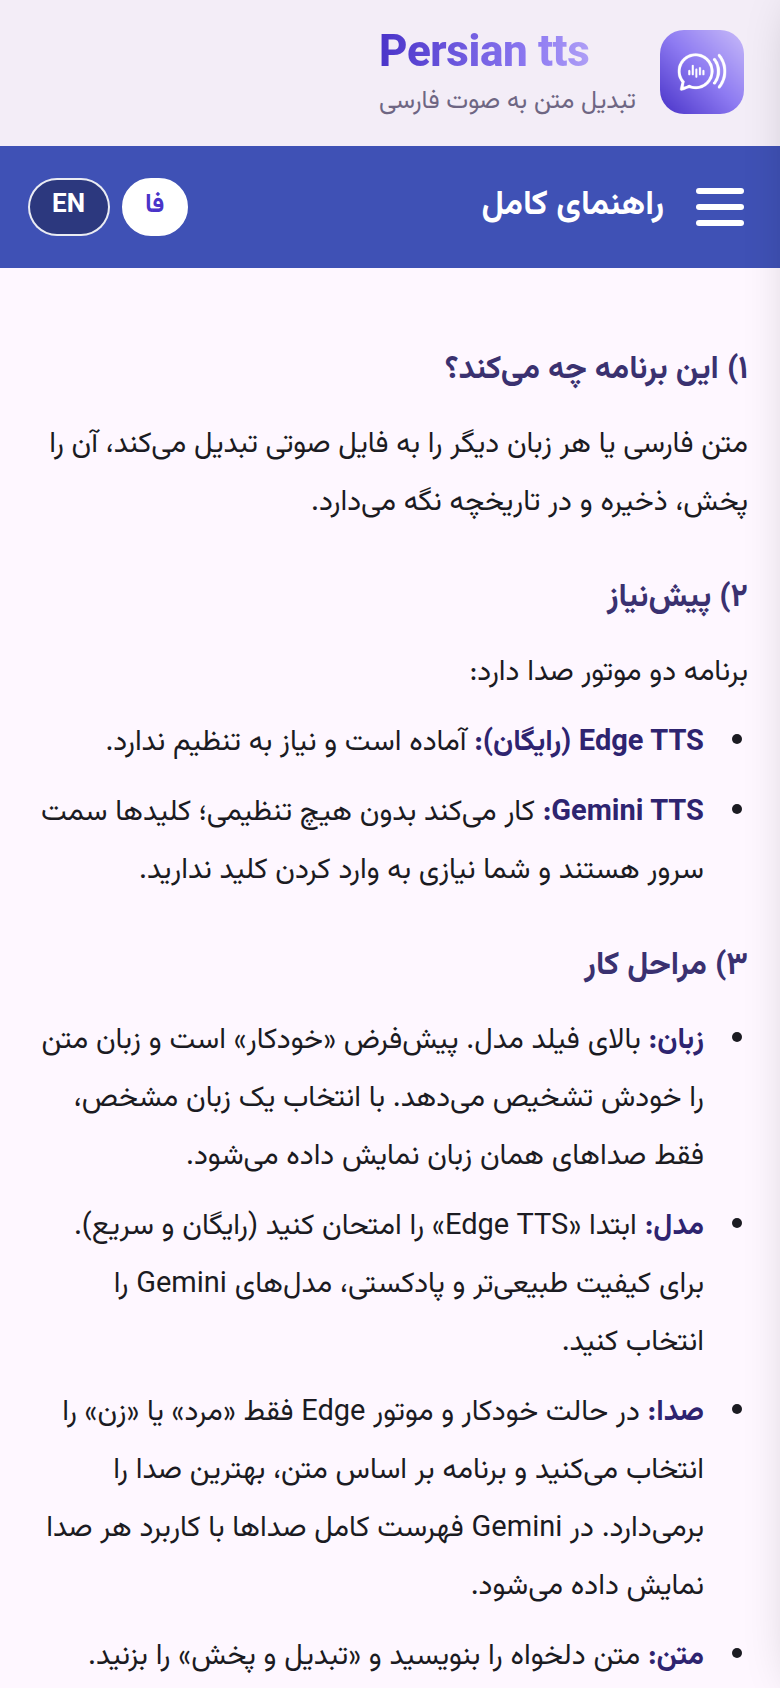 Persian tts
تبدیل متن به صوت فارسی
راهنمای کامل
فا
EN
۱) این برنامه چه می‌کند؟
متن فارسی یا هر زبان دیگر را به فایل صوتی تبدیل می‌کند، آن را
پخش، ذخیره و در تاریخچه نگه می‌دارد.
۲) پیش‌نیاز
برنامه دو موتور صدا دارد:
• Edge TTS (رایگان): آماده است و نیاز به تنظیم ندارد.
• Gemini TTS: کار می‌کند بدون هیچ تنظیمی؛ کلیدها سمت
سرور هستند و شما نیازی به وارد کردن کلید ندارید.
۳) مراحل کار
• زبان: بالای فیلد مدل. پیش‌فرض «خودکار» است و زبان متن
را خودش تشخیص می‌دهد. با انتخاب یک زبان مشخص،
فقط صداهای همان زبان نمایش داده می‌شود.
• مدل: ابتدا «Edge TTS» را امتحان کنید (رایگان و سریع).
برای کیفیت طبیعی‌تر و پادکستی، مدل‌های Gemini را
انتخاب کنید.
• صدا: در حالت خودکار و موتور Edge فقط «مرد» یا «زن» را
انتخاب می‌کنید و برنامه بر اساس متن، بهترین صدا را
برمی‌دارد. در Gemini فهرست کامل صداها با کاربرد هر صدا
نمایش داده می‌شود.
• متن: متن دلخواه را بنویسید و «تبدیل و پخش» را بزنید.